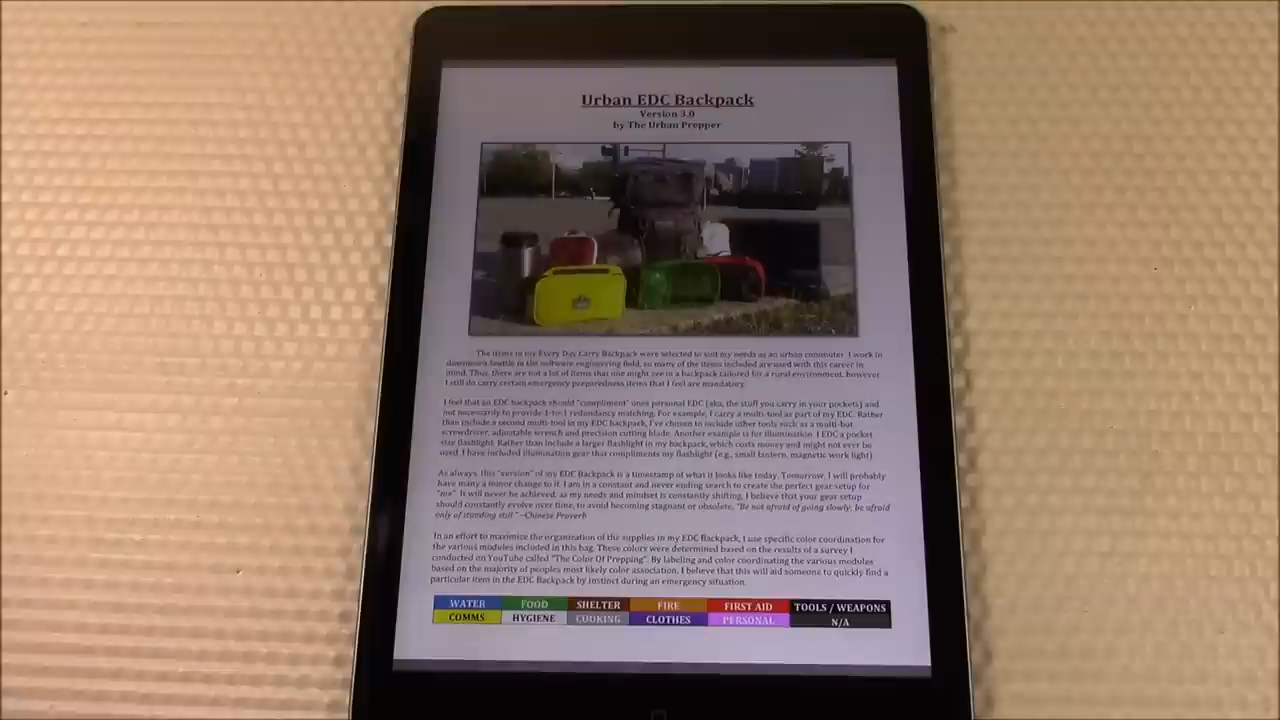 Urban EDC Backpack
Version 3.0
by The Urban Prepper
The items in my Every Day Carry Backpack were selected to suit my needs as an urban commuter. I work in
downtown Seattle in the software engineering field, so many of the items included are used with this career in
mind. Thus, there are not a lot of items that one might see in a backpack tailored for a rural environment, however
I still do carry certain emergency preparedness items that I feel are mandatory.
I feel that an EDC backpack should "compliment" ones personal EDC (aka, the stuff you carry in your pockets) and
not necessarily to provide 1-to-1 redundancy matching. For example, I carry a multi-tool as part of my EDC. Rather
than include a second multi-tool in my EDC backpack, I've chosen to include other tools such as a multi-bit
screwdriver, adjustable wrench and precision cutting blade. Another example is for illumination. I EDC a pocket
size flashlight. Rather than include a larger flashlight in my backpack, which costs money and might not ever be
used, I have included illumination gear that compliments my flashlight (e.g., small lantern, magnetic work light)
As always, this "version" of my EDC Backpack is a timestamp of what it looks like today. Tomorrow, I will probably
have many a minor change to it. I am in a constant and never ending search to create the perfect gear setup for
"me". It will never be achieved, as my needs and mindset is constantly shifting. I believe that your gear setup
should constantly evolve over time, to avoid becoming stagnant or obsolete. "Be not afraid of going slowly; be afraid
only of standing still." ~Chinese Proverb
In an effort to maximize the organization of the supplies in my EDC Backpack, I use specific color coordination for
the various modules included in this bag. These colors were determined based on the results of a survey I
conducted on YouTube called "The Color Of Prepping". By labeling and color coordinating the various modules
based on the majority of peoples most likely color association, I believe that this will aid someone to quickly find a
particular item in the EDC Backpack by instinct during an emergency situation.
WATER FOOD SHELTER FIRE FIRST AID TOOLS / WEAPONS
COMMS HYGIENE COOKING CLOTHES PERSONAL N/A